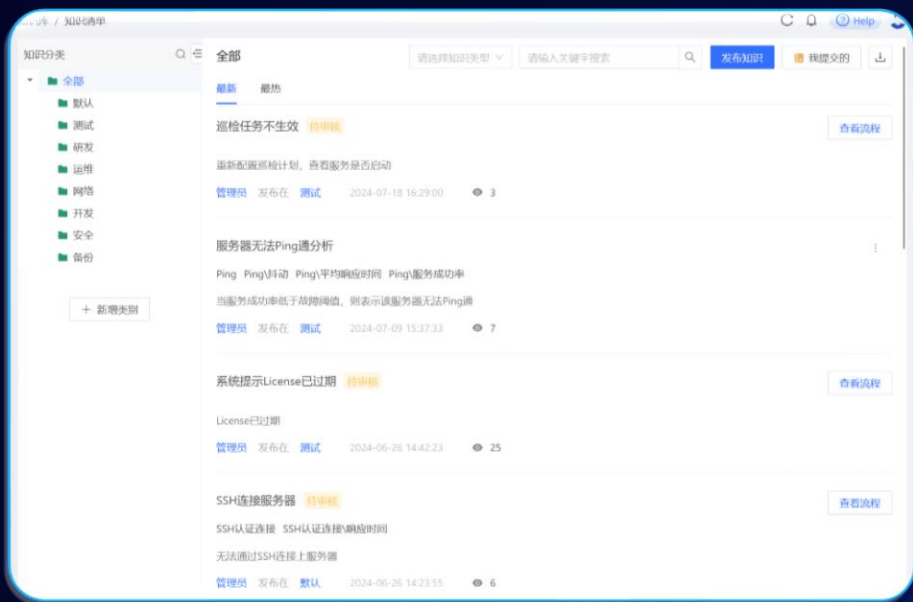 / 知识清单
Help
知识分类
全部
默认
测试
研发
运维
网络
开发
安全
备份
+ 新增类别
全部
请选择知识类型
请输入关键字搜索
发布知识
我提交的
最新 最热
巡检任务不生效 待审核
查看流程
重新配置巡检计划，查看服务是否启动
管理员 发布在 测试 2024-07-18 16:29:00 3
服务器无法Ping通分析
Ping Ping\抖动 Ping\平均响应时间 Ping\服务成功率
当服务成功率低于故障阈值，则表示该服务器无法Ping通
管理员 发布在 测试 2024-07-09 15:37:33 7
系统提示License已过期 待审核
查看流程
License已过期
管理员 发布在 测试 2024-06-26 14:42:23 25
SSH连接服务器 待审核
查看流程
SSH认证连接 SSH认证连接\响应时间
无法通过SSH连接上服务器
管理员 发布在 默认 2024-06-26 14:23:55 6